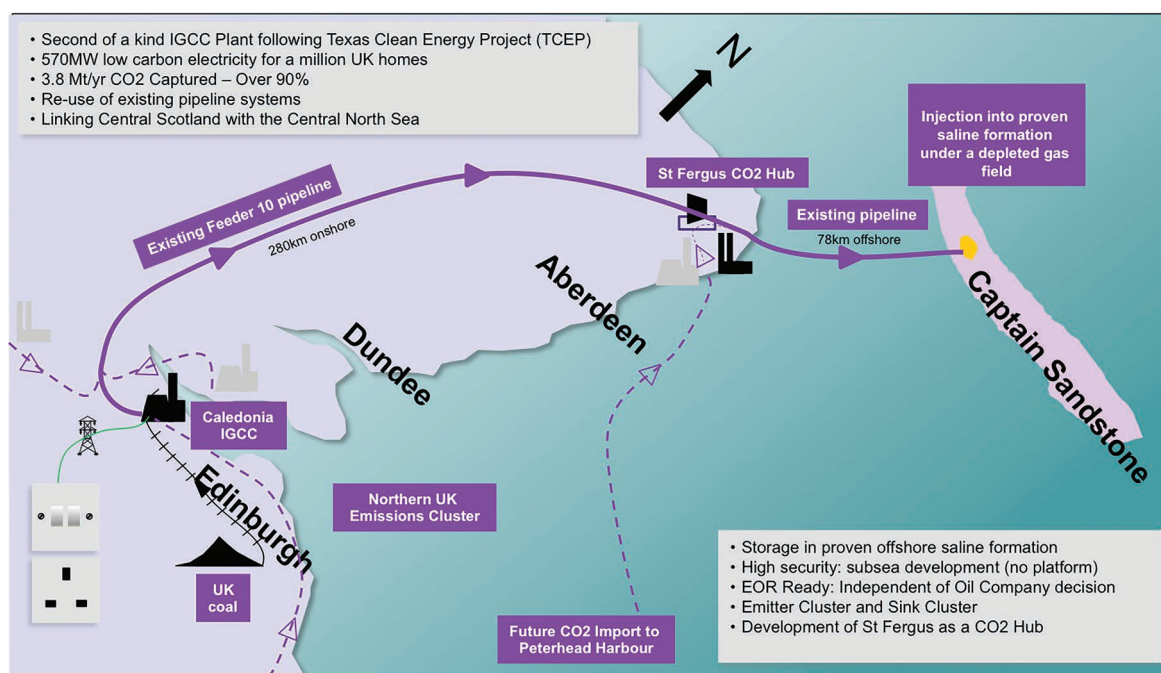 • Second of a kind IGCC Plant following Texas Clean Energy Project (TCEP)
• 570MW low carbon electricity for a million UK homes
• 3.8 Mt/yr CO2 Captured – Over 90%
• Re-use of existing pipeline systems
• Linking Central Scotland with the Central North Sea
N
Injection into proven
saline formation
under a depleted gas
field
St Fergus CO2 Hub
Existing Feeder 10 pipeline
280km onshore
Existing pipeline
78km offshore
Aberdeen
Captain Sandstone
Dundee
Caledonia
IGCC
Edinburgh
Northern UK
Emissions Cluster
UK
coal
Future CO2 Import to
Peterhead Harbour
• Storage in proven offshore saline formation
• High security: subsea development (no platform)
• EOR Ready: Independent of Oil Company decision
• Emitter Cluster and Sink Cluster
• Development of St Fergus as a CO2 Hub